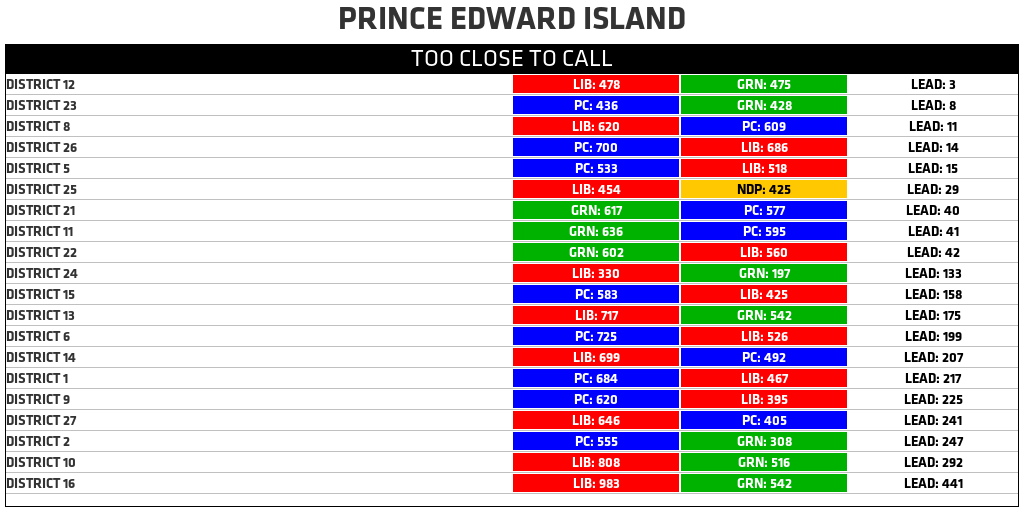 PRINCE EDWARD ISLAND
TOO CLOSE TO CALL
DISTRICT 12 LIB: 478 GRN: 475 LEAD: 3
DISTRICT 23 PC: 436 GRN: 428 LEAD: 8
DISTRICT 8 LIB: 620 PC: 609 LEAD: 11
DISTRICT 26 PC: 700 LIB: 686 LEAD: 14
DISTRICT 5 PC: 533 LIB: 518 LEAD: 15
DISTRICT 25 LIB: 454 NDP: 425 LEAD: 29
DISTRICT 21 GRN: 617 PC: 577 LEAD: 40
DISTRICT 11 GRN: 636 PC: 595 LEAD: 41
DISTRICT 22 GRN: 602 LIB: 560 LEAD: 42
DISTRICT 24 LIB: 330 GRN: 197 LEAD: 133
DISTRICT 15 PC: 583 LIB: 425 LEAD: 158
DISTRICT 13 LIB: 717 GRN: 542 LEAD: 175
DISTRICT 6 PC: 725 LIB: 526 LEAD: 199
DISTRICT 14 LIB: 699 PC: 492 LEAD: 207
DISTRICT 1 PC: 684 LIB: 467 LEAD: 217
DISTRICT 9 PC: 620 LIB: 395 LEAD: 225
DISTRICT 27 LIB: 646 PC: 405 LEAD: 241
DISTRICT 2 PC: 555 GRN: 308 LEAD: 247
DISTRICT 10 LIB: 808 GRN: 516 LEAD: 292
DISTRICT 16 LIB: 983 GRN: 542 LEAD: 441